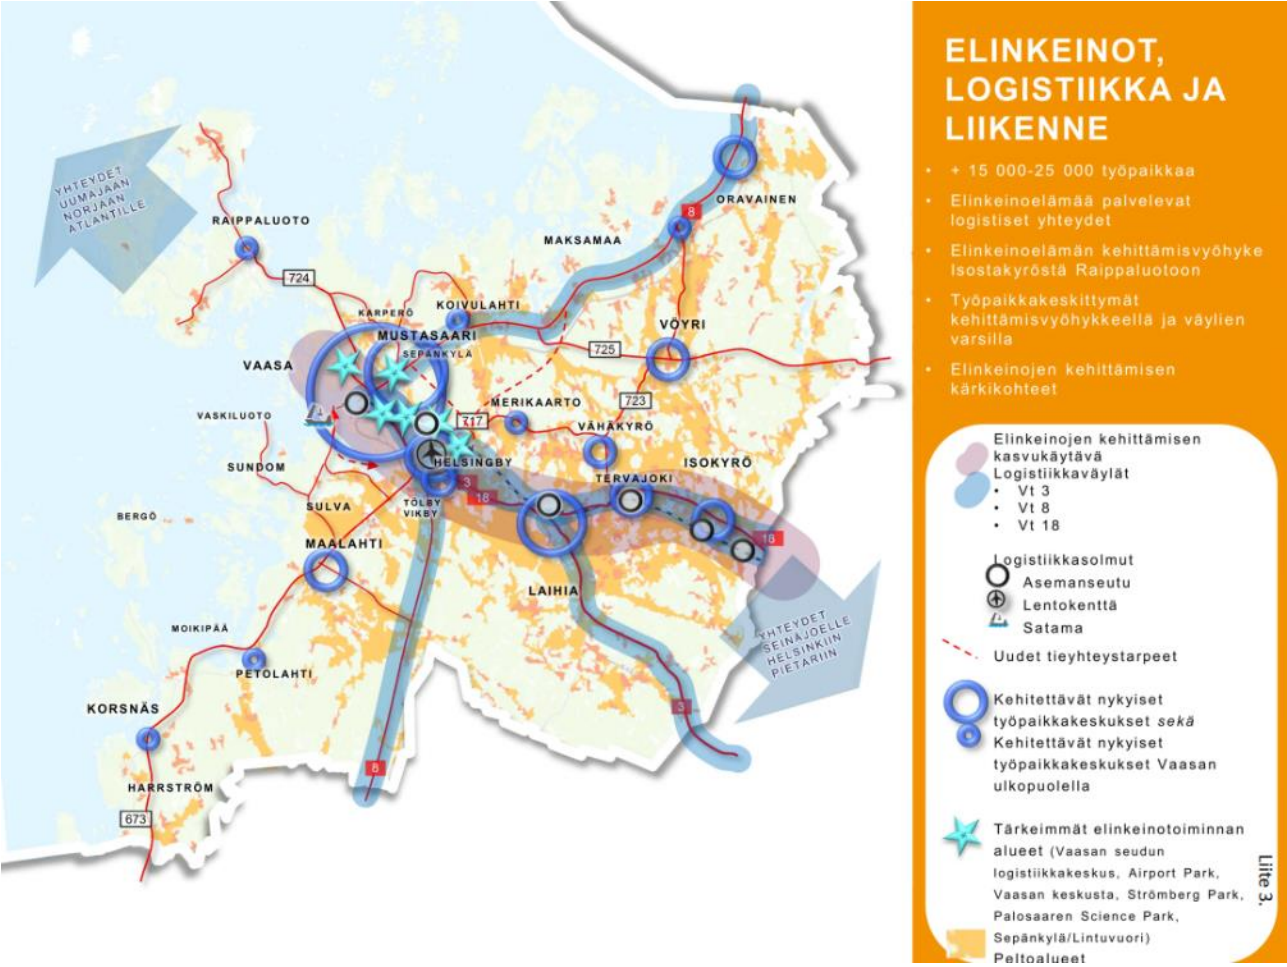 YHTEYDET
UUMAJAAN
NORJAAN
ATLANTILLE
RAIPPALUOTO
724
KARPERÖ
KOIVULAHTI
MUSTASAARI
SEPÄNKYLÄ
VAASA
VASKILUOTO
SUNDOM
BERGÖ
SULVA
MAALAHTI
MOIKIPÄÄ
PETOLAHTI
KORSNÄS
HARRSTRÖM
673
MAKSAMAA
ORAVAINEN
8
VÖYRI
725
723
MERIKAARTO
717
VÄHÄKYRÖ
ISOKYRÖ
TERVAJOKI
HELSINGBY
3
18
TÖLBY
VIKBY
18
LAIHIA
3
8
YHTEYDET
SEINÄJOELLE
HELSINKIIN
PIETARIIN
ELINKEINOT,
LOGISTIIKKA JA
LIIKENNE
• + 15 000-25 000 työpaikkaa
• Elinkeinoelämää palvelevat
logistiset yhteydet
• Elinkeinoelämän kehittämisvyöhyke
Isostakyröstä Raippaluotoon
• Työpaikkakeskittymät
kehittämisvyöhykkeellä ja väylien
varsilla
• Elinkeinojen kehittämisen
kärkikohteet
Elinkeinojen kehittämisen
kasvukäytävä
Logistiikkaväylät
• Vt 3
• Vt 8
• Vt 18
Logistiikkasolmut
Asemanseutu
Lentokenttä
Satama
Uudet tieyhteystarpeet
Kehitettävät nykyiset
työpaikkakeskukset sekä
Kehitettävät nykyiset
työpaikkakeskukset Vaasan
ulkopuolella
Tärkeimmät elinkeinotoiminnan
alueet (Vaasan seudun
logistiikkakeskus, Airport Park,
Vaasan keskusta, Strömberg Park,
Palosaaren Science Park,
Sepänkylä/Lintuvuori)
Peltoalueet
Liite 3.